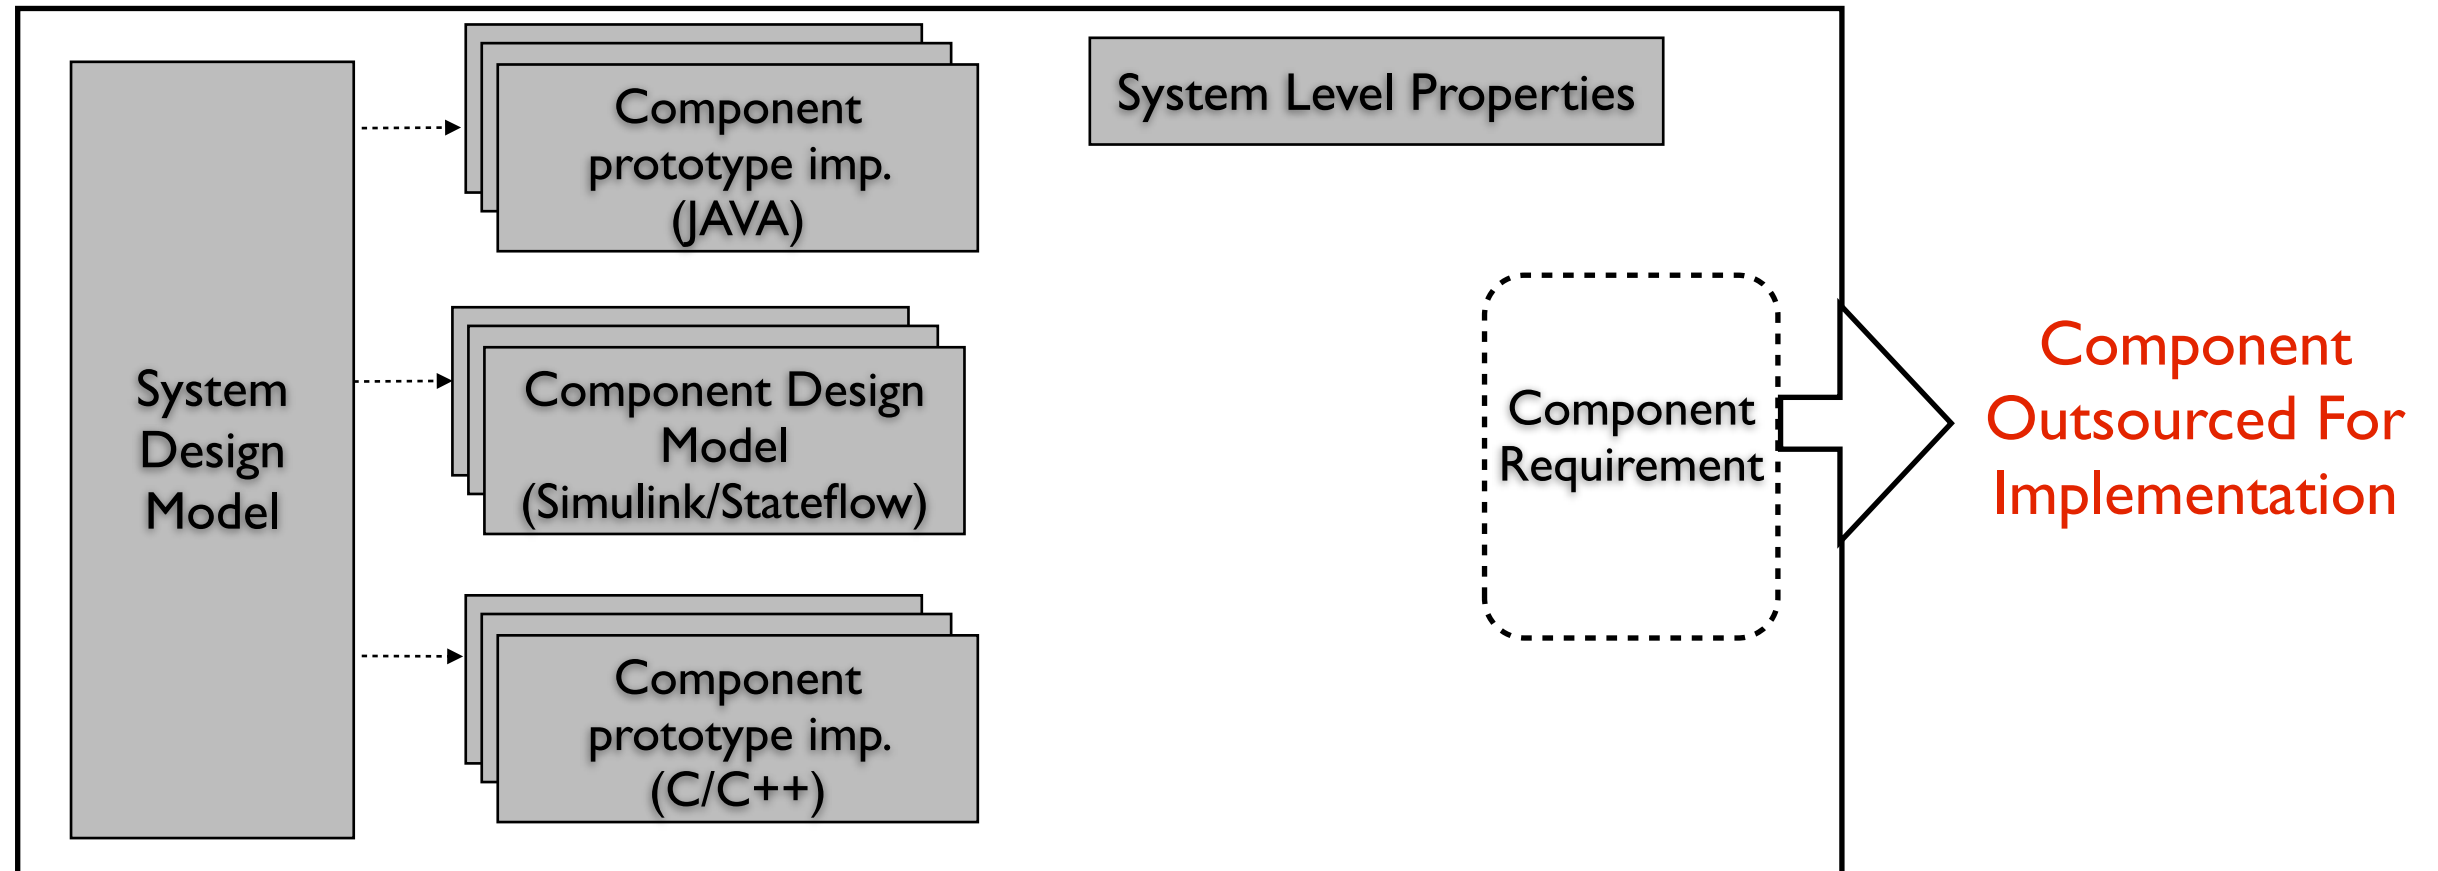 System
Design
Model
Component
prototype imp.
(JAVA)
Component Design
Model
(Simulink/Stateflow)
Component
prototype imp.
(C/C++)
System Level Properties
Component
Requirement
Component
Outsourced For
Implementation